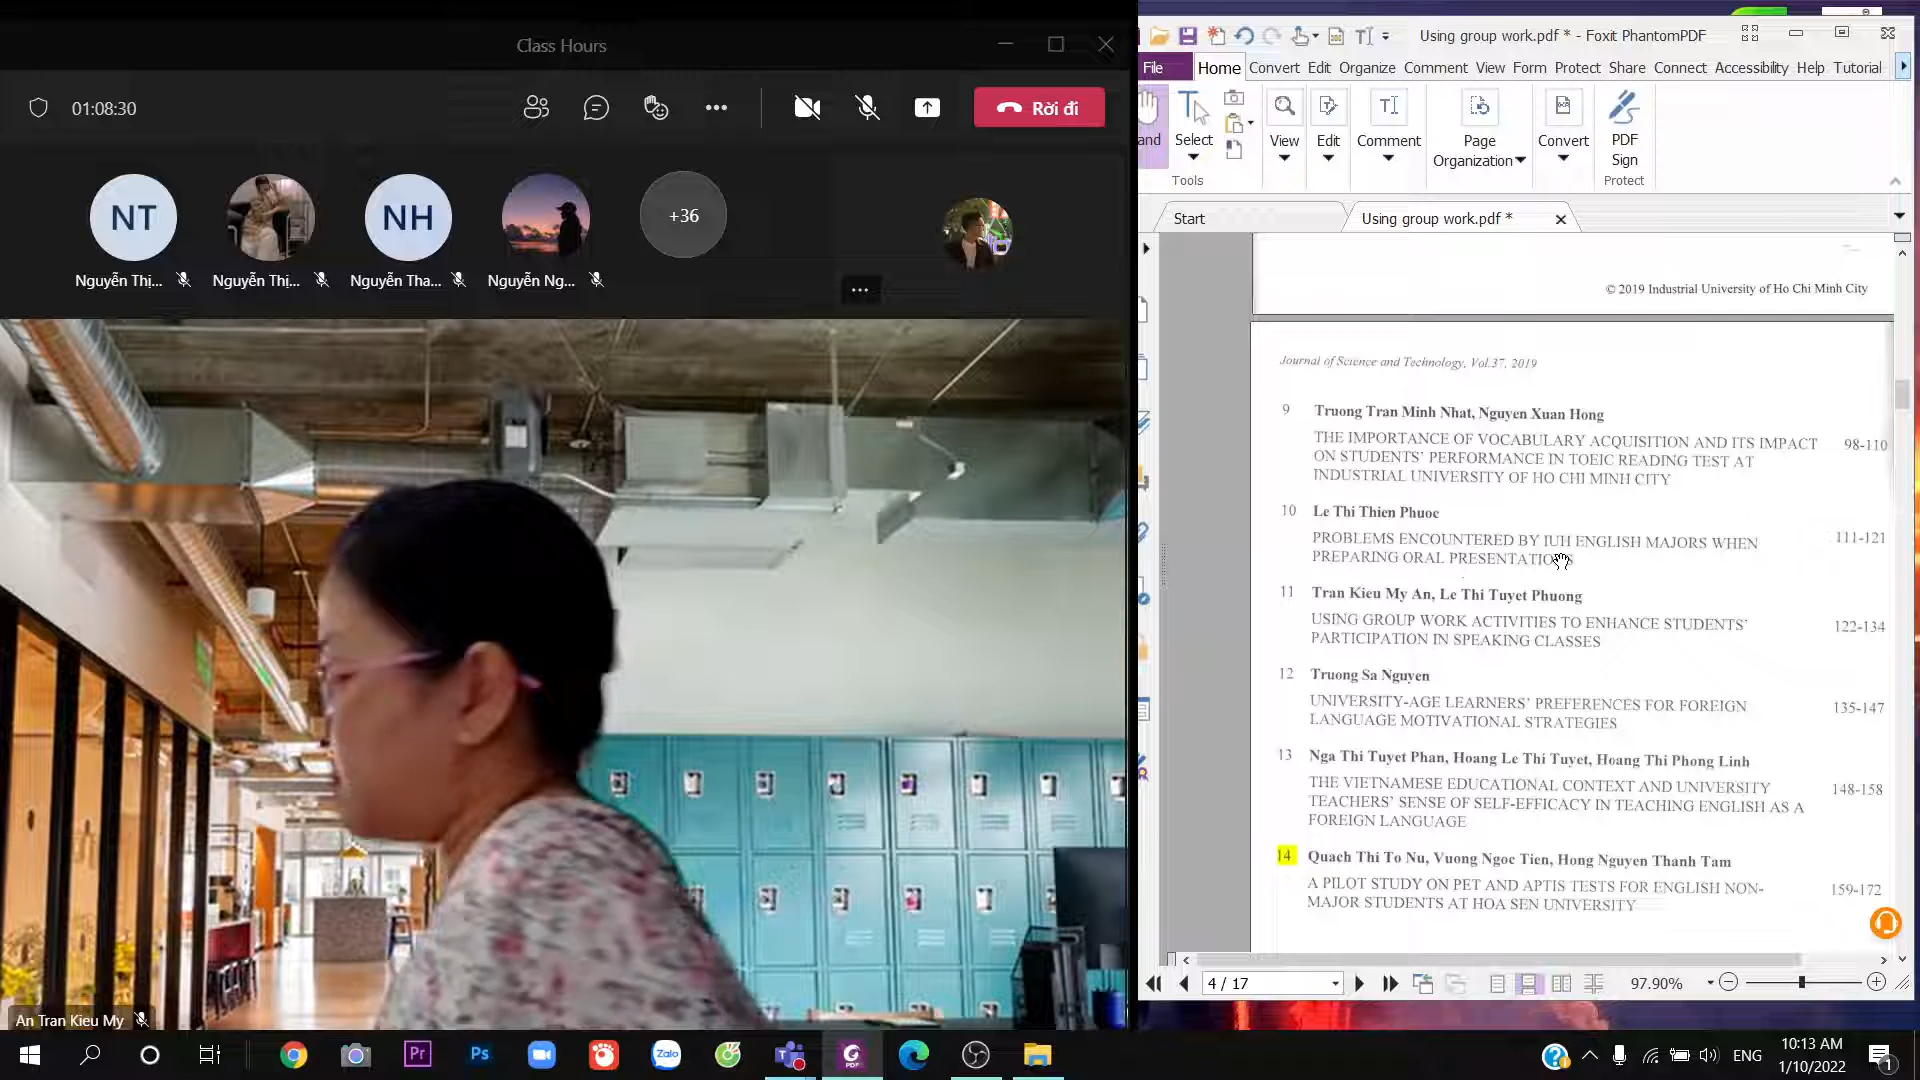 Class Hours
01:08:30
Rời đi
NT
NH
+36
Nguyễn Thị...
Nguyễn Thị...
Nguyễn Tha...
Nguyễn Ng...
An Tran Kieu My
Using group work.pdf * - Foxit PhantomPDF
File
Home
Convert
Edit
Organize
Comment
View
Form
Protect
Share
Connect
Accessibility
Help
Tutorial
and
Select
View
Edit
Comment
Page
Organization
Convert
PDF
Sign
Tools
Protect
Start
Using group work.pdf *
© 2019 Industrial University of Ho Chi Minh City
Journal of Science and Technology, Vol.37, 2019
9 Truong Tran Minh Nhat, Nguyen Xuan Hong
THE IMPORTANCE OF VOCABULARY ACQUISITION AND ITS IMPACT 98-110
ON STUDENTS' PERFORMANCE IN TOEIC READING TEST AT
INDUSTRIAL UNIVERSITY OF HO CHI MINH CITY
10 Le Thi Thien Phuoc
PROBLEMS ENCOUNTERED BY IUH ENGLISH MAJORS WHEN 111-121
PREPARING ORAL PRESENTATIONS
11 Tran Kieu My An, Le Thi Tuyet Phuong
USING GROUP WORK ACTIVITIES TO ENHANCE STUDENTS' 122-134
PARTICIPATION IN SPEAKING CLASSES
12 Truong Sa Nguyen
UNIVERSITY-AGE LEARNERS' PREFERENCES FOR FOREIGN 135-147
LANGUAGE MOTIVATIONAL STRATEGIES
13 Nga Thi Tuyet Phan, Hoang Le Thi Tuyet, Hoang Thi Phong Linh
THE VIETNAMESE EDUCATIONAL CONTEXT AND UNIVERSITY 148-158
TEACHERS' SENSE OF SELF-EFFICACY IN TEACHING ENGLISH AS A
FOREIGN LANGUAGE
14 Quach Thi To Nu, Vuong Ngoc Tien, Hong Nguyen Thanh Tam
A PILOT STUDY ON PET AND APTIS TESTS FOR ENGLISH NON- 159-172
MAJOR STUDENTS AT HOA SEN UNIVERSITY
4 / 17
97.90%
Pr
Ps
Zalo
PDF
ENG
10:13 AM
1/10/2022
1